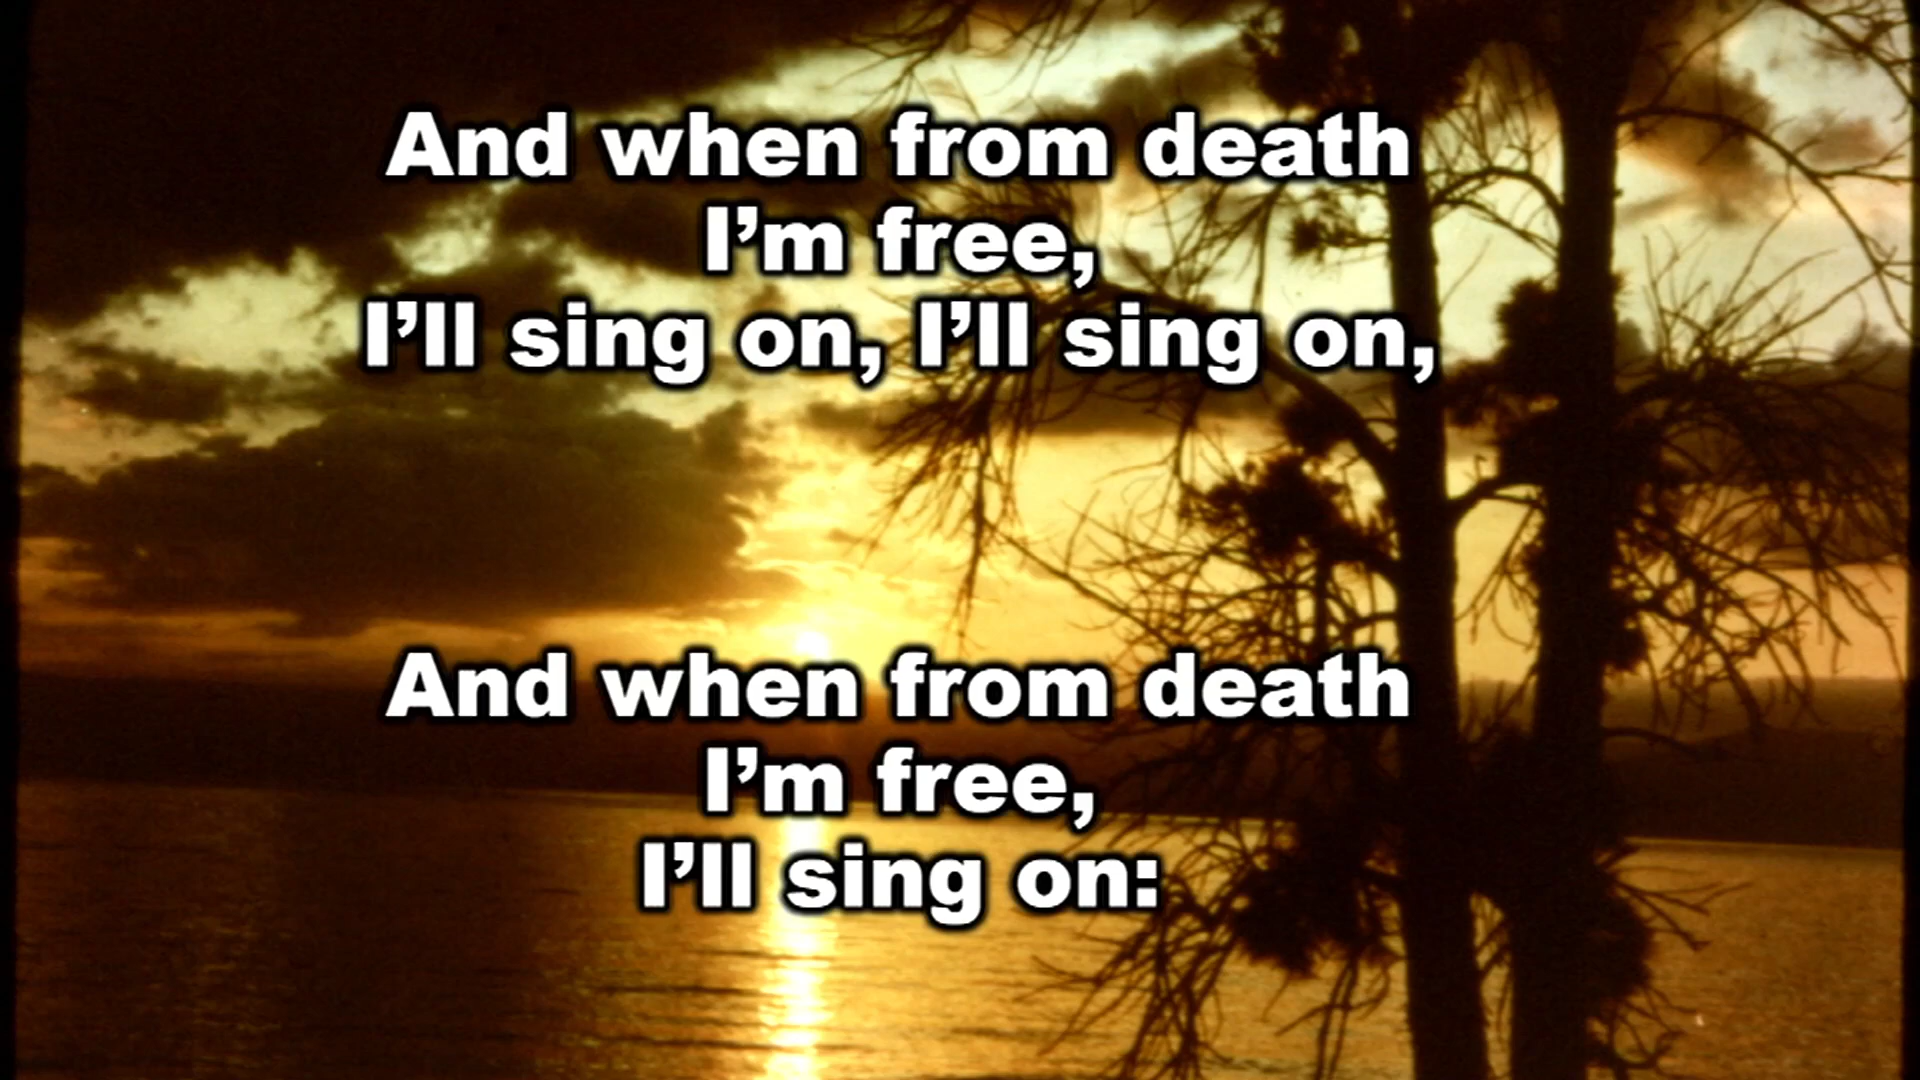 And when from death
I’m free,
I’ll sing on, I’ll sing on,
And when from death
I’m free,
I’ll sing on: